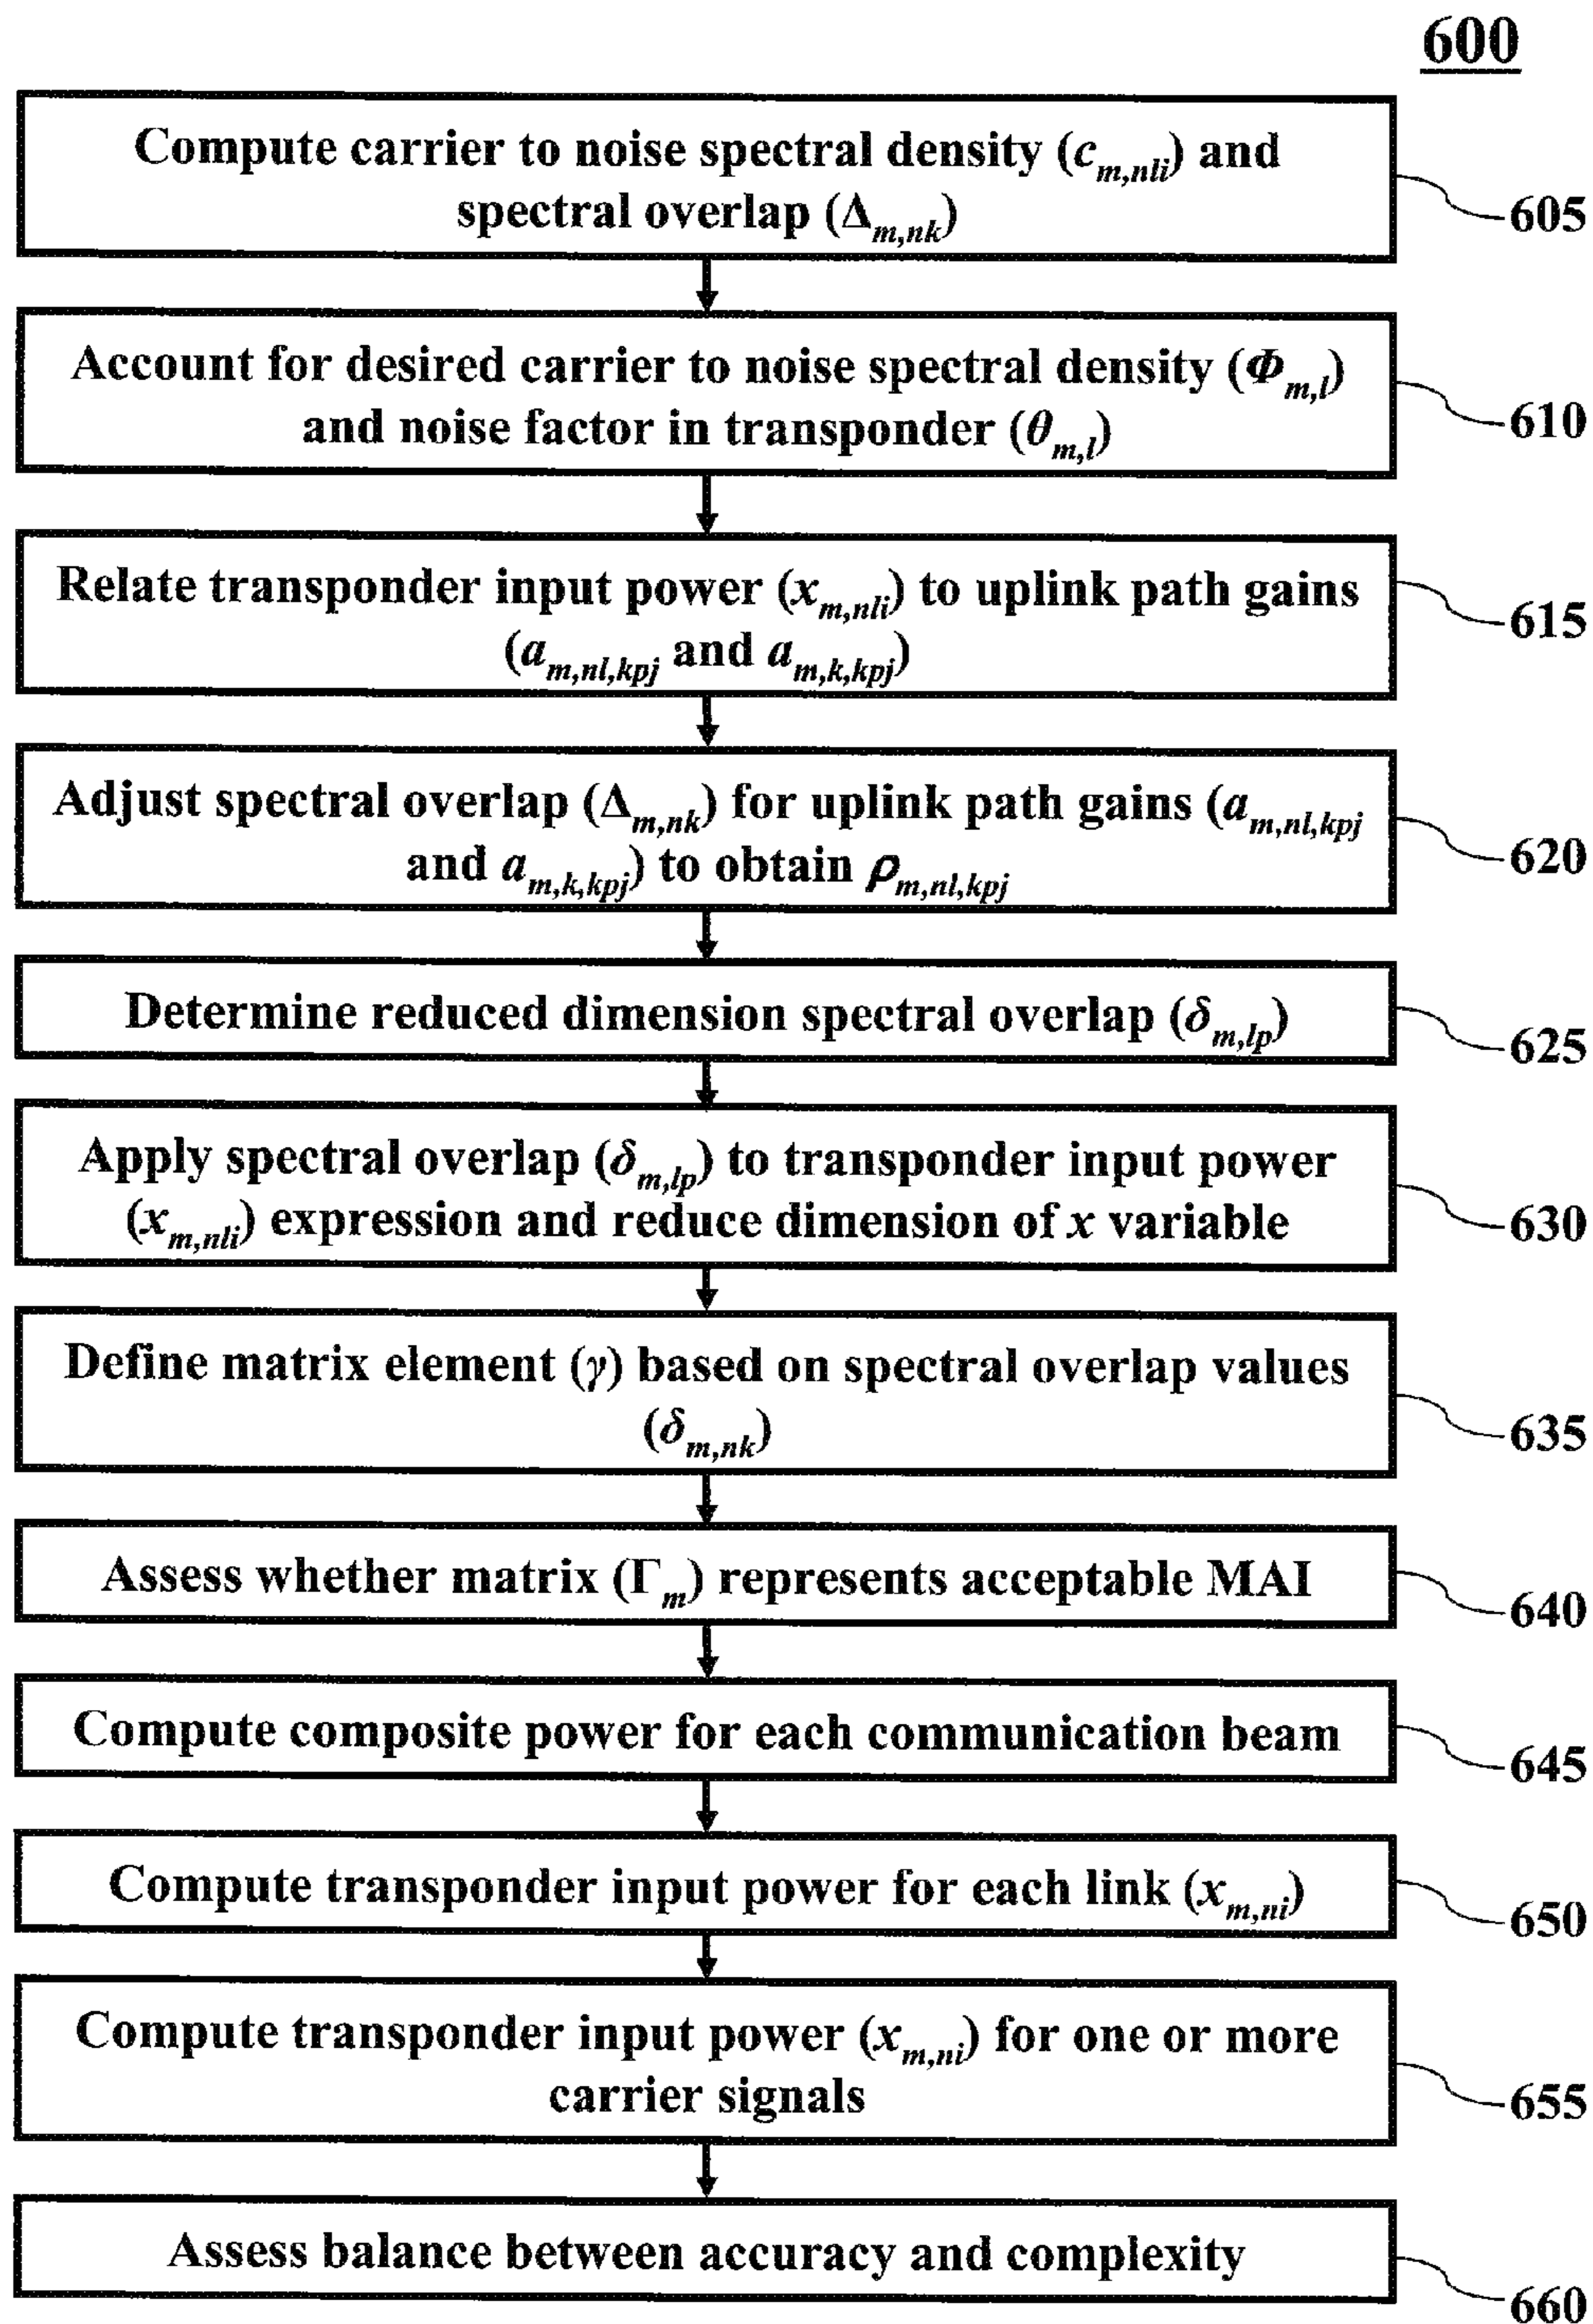 600
Compute carrier to noise spectral density (c_{m,nli}) and
spectral overlap (Δ_{m,nk})
605
Account for desired carrier to noise spectral density (Φ_{m,l})
and noise factor in transponder (θ_{m,l})
610
Relate transponder input power (x_{m,nli}) to uplink path gains
(a_{m,nl,kpj} and a_{m,k,kpj})
615
Adjust spectral overlap (Δ_{m,nk}) for uplink path gains (a_{m,nl,kpj}
and a_{m,k,kpj}) to obtain ρ_{m,nl,kpj}
620
Determine reduced dimension spectral overlap (δ_{m,lp})
625
Apply spectral overlap (δ_{m,lp}) to transponder input power
(x_{m,nli}) expression and reduce dimension of x variable
630
Define matrix element (γ) based on spectral overlap values
(δ_{m,nk})
635
Assess whether matrix (Γ_m) represents acceptable MAI
640
Compute composite power for each communication beam
645
Compute transponder input power for each link (x_{m,ni})
650
Compute transponder input power (x_{m,ni}) for one or more
carrier signals
655
Assess balance between accuracy and complexity
660